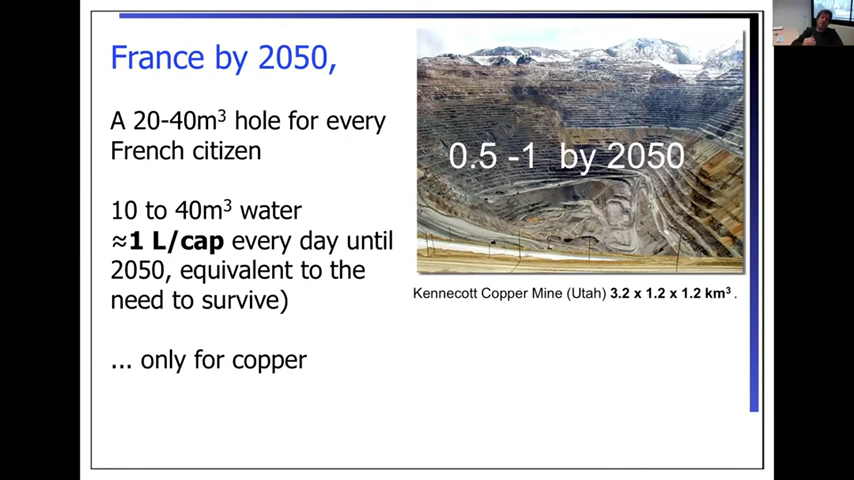 France by 2050,
A 20-40m³ hole for every
French citizen
10 to 40m³ water
≈1 L/cap every day until
2050, equivalent to the
need to survive)
... only for copper
0.5 -1 by 2050
Kennecott Copper Mine (Utah) 3.2 x 1.2 x 1.2 km³ .